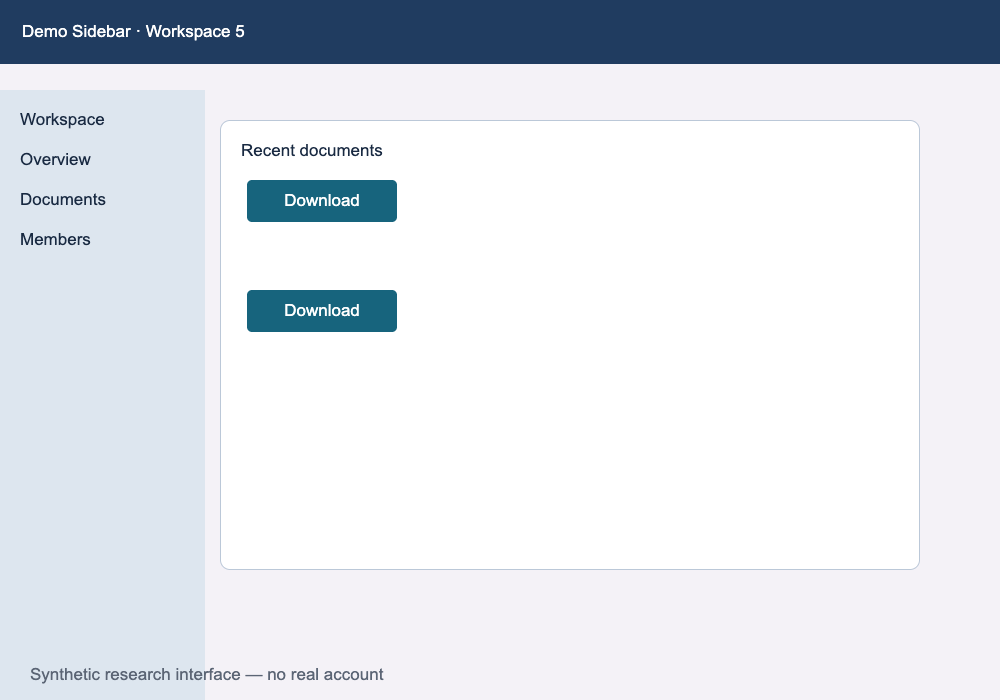 Demo Sidebar · Workspace 5
Workspace
Overview
Documents
Members
Recent documents
Download
Download
Synthetic research interface — no real account